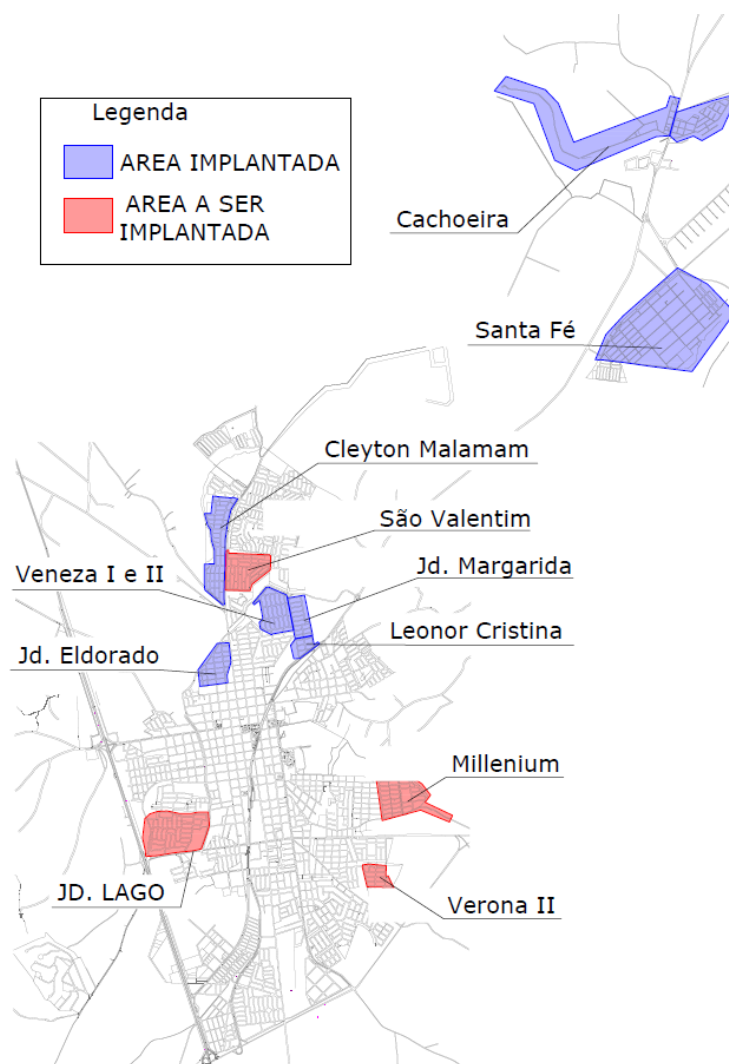 Legenda
AREA IMPLANTADA
AREA A SER
IMPLANTADA
Cachoeira
Santa Fé
Cleyton Malamam
São Valentim
Veneza I e II
Jd. Margarida
Leonor Cristina
Jd. Eldorado
Millenium
JD. LAGO
Verona II